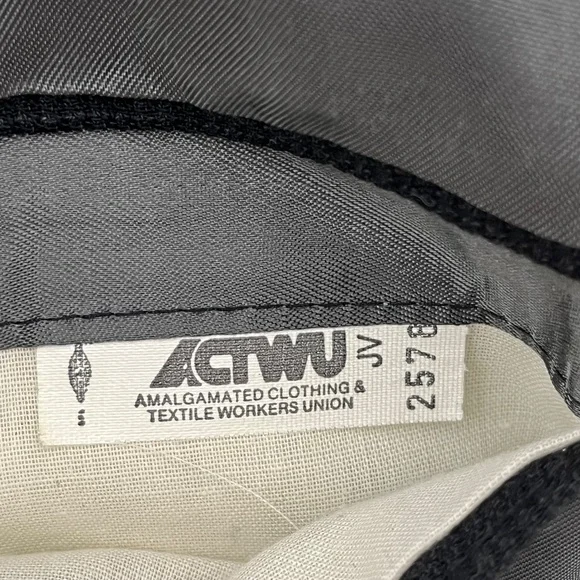 ACTWU
AMALGAMATED CLOTHING &
TEXTILE WORKERS UNION
JV
2578